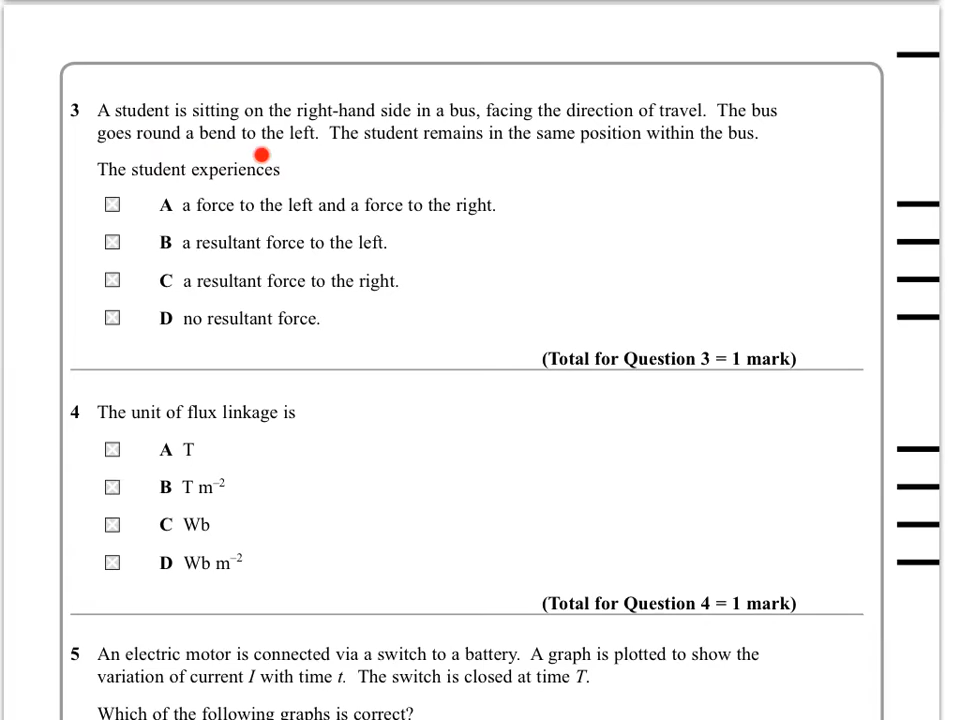 3 A student is sitting on the right-hand side in a bus, facing the direction of travel. The bus
goes round a bend to the left. The student remains in the same position within the bus.
The student experiences
A a force to the left and a force to the right.
B a resultant force to the left.
C a resultant force to the right.
D no resultant force.
(Total for Question 3 = 1 mark)
4 The unit of flux linkage is
A T
B T m⁻²
C Wb
D Wb m⁻²
(Total for Question 4 = 1 mark)
5 An electric motor is connected via a switch to a battery. A graph is plotted to show the
variation of current I with time t. The switch is closed at time T.
Which of the following graphs is correct?